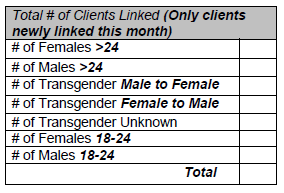 Total # of Clients Linked (Only clients
newly linked this month)
# of Females >24
# of Males >24
# of Transgender Male to Female
# of Transgender Female to Male
# of Transgender Unknown
# of Females 18-24
# of Males 18-24
Total